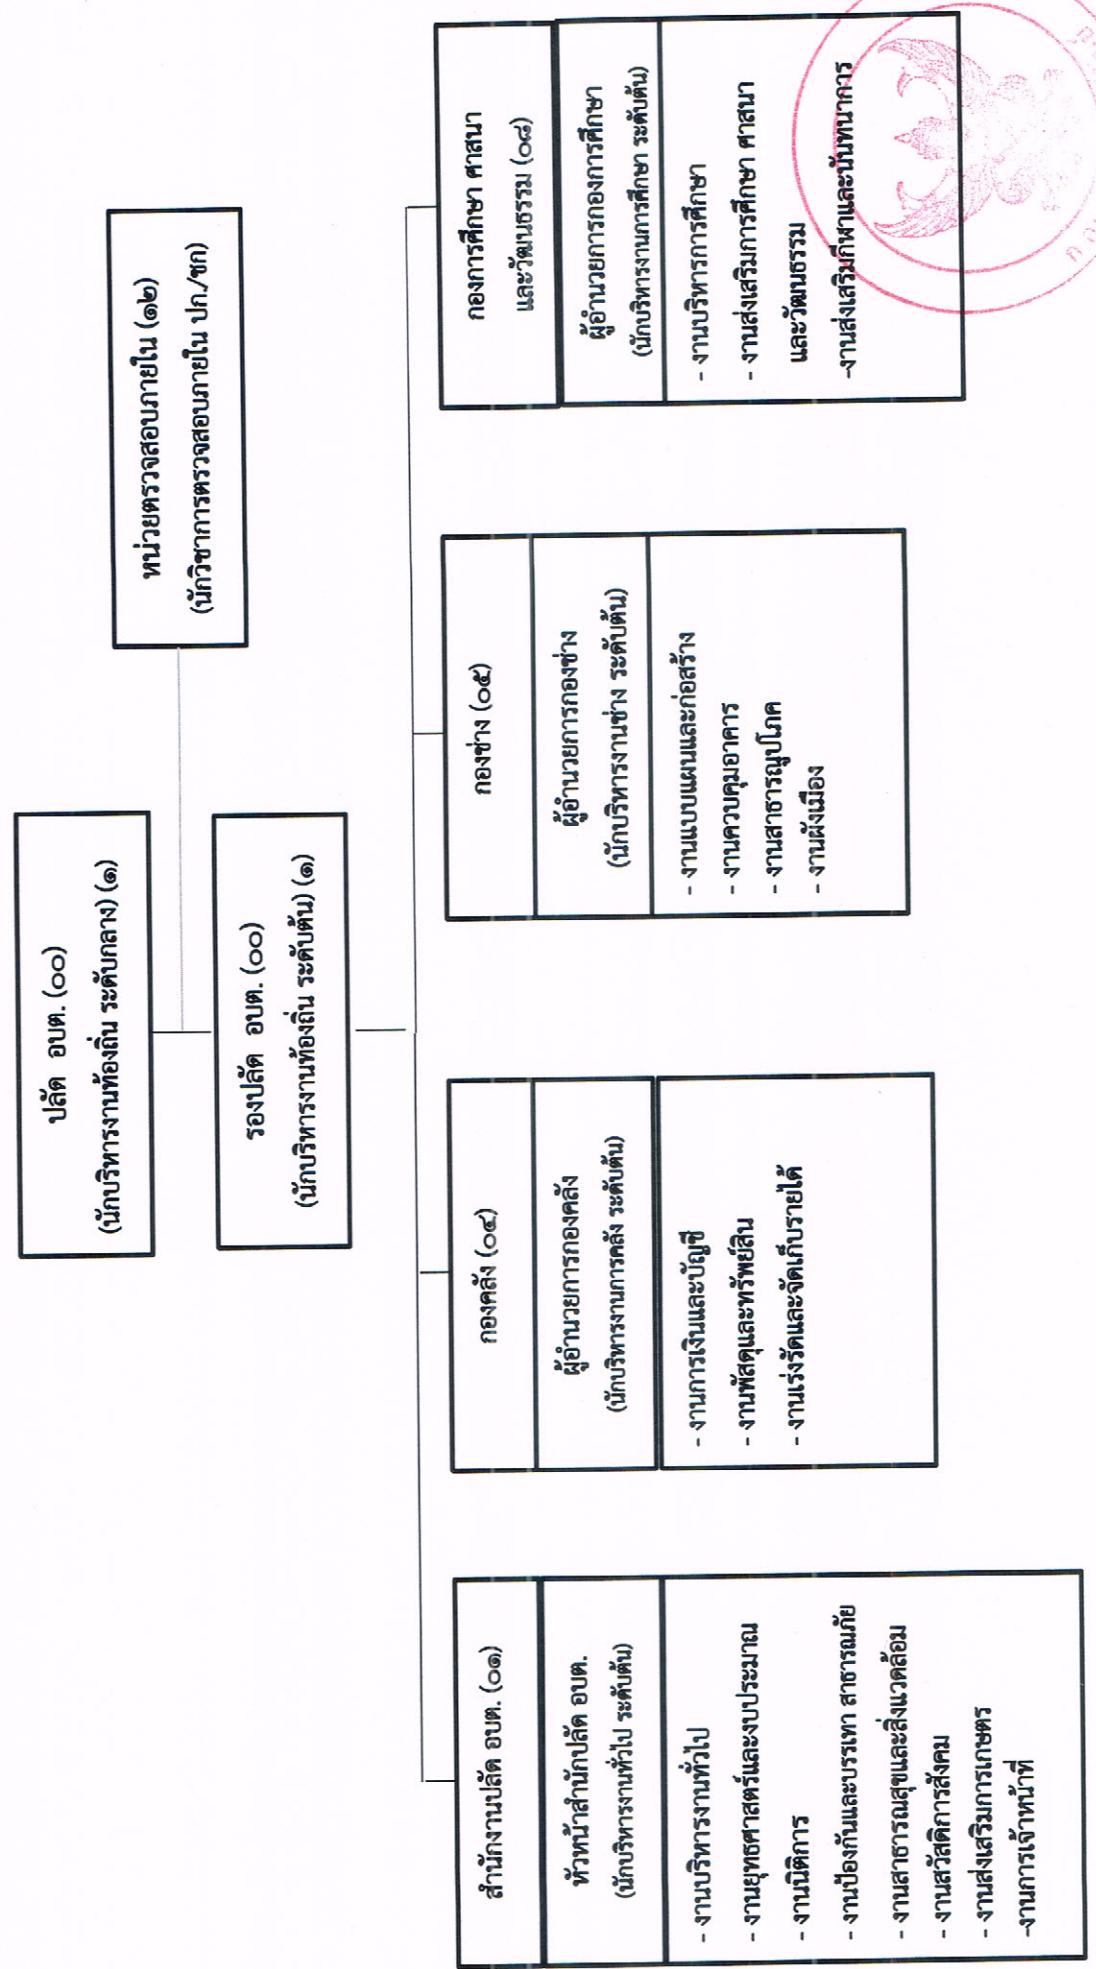 ปลัด อบต. (๐๐)
(นักบริหารงานท้องถิ่น ระดับกลาง) (๑)
หน่วยตรวจสอบภายใน (๑๒)
(นักวิชาการตรวจสอบภายใน ปก./ชก)
รองปลัด อบต. (๐๐)
(นักบริหารงานท้องถิ่น ระดับต้น) (๑)
สำนักงานปลัด อบต. (๐๑)
หัวหน้าสำนักปลัด อบต.
(นักบริหารงานทั่วไป ระดับต้น)
- งานบริหารงานทั่วไป
- งานยุทธศาสตร์และงบประมาณ
- งานนิติการ
- งานป้องกันและบรรเทา สาธารณภัย
- งานสาธารณสุขและสิ่งแวดล้อม
- งานสวัสดิการสังคม
- งานส่งเสริมการเกษตร
-งานการเจ้าหน้าที่
กองคลัง (๐๔)
ผู้อำนวยการกองคลัง
(นักบริหารงานการคลัง ระดับต้น)
- งานการเงินและบัญชี
- งานพัสดุและทรัพย์สิน
- งานเร่งรัดและจัดเก็บรายได้
กองช่าง (๐๕)
ผู้อำนวยการกองช่าง
(นักบริหารงานช่าง ระดับต้น)
- งานแบบแผนและก่อสร้าง
- งานควบคุมอาคาร
- งานสาธารณูปโภค
- งานผังเมือง
กองการศึกษา ศาสนา
และวัฒนธรรม (๐๘)
ผู้อำนวยการกองการศึกษา
(นักบริหารงานการศึกษา ระดับต้น)
- งานบริหารการศึกษา
- งานส่งเสริมการศึกษา ศาสนา
และวัฒนธรรม
-งานส่งเสริมกีฬาและนันทนาการ